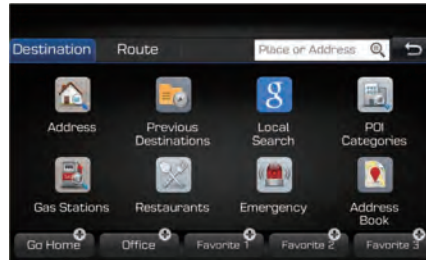 Destination Route Place or Address
Address Previous Destinations Local Search POI Categories
Gas Stations Restaurants Emergency Address Book
Go Home Office Favorite 1 Favorite 2 Favorite 3